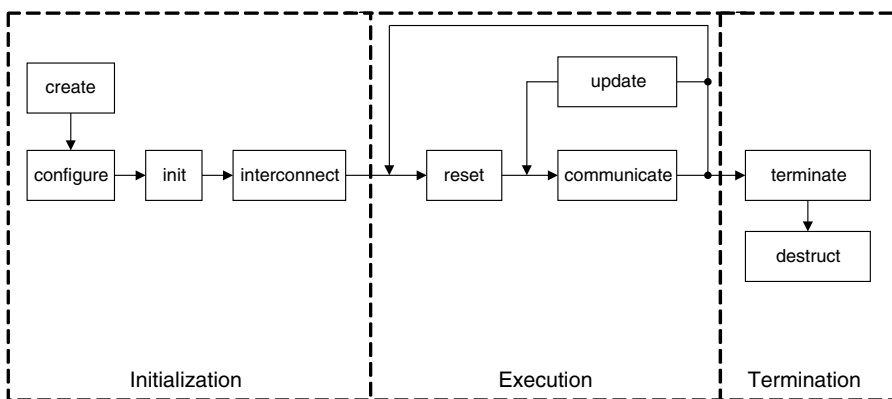 create
update
configure
init
interconnect
reset
communicate
terminate
destruct
Initialization
Execution
Termination